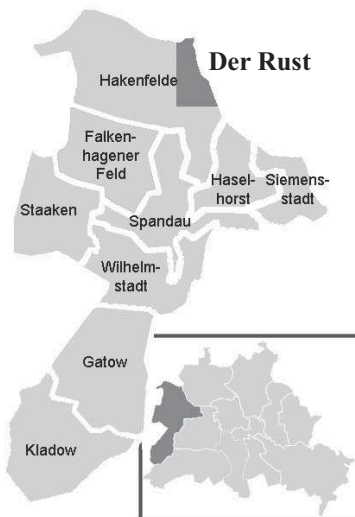 Der Rust
Hakenfelde
Falken-
hagener
Feld
Hasel-
horst
Siemens-
stadt
Staaken
Spandau
Wilhelm-
stadt
Gatow
Kladow